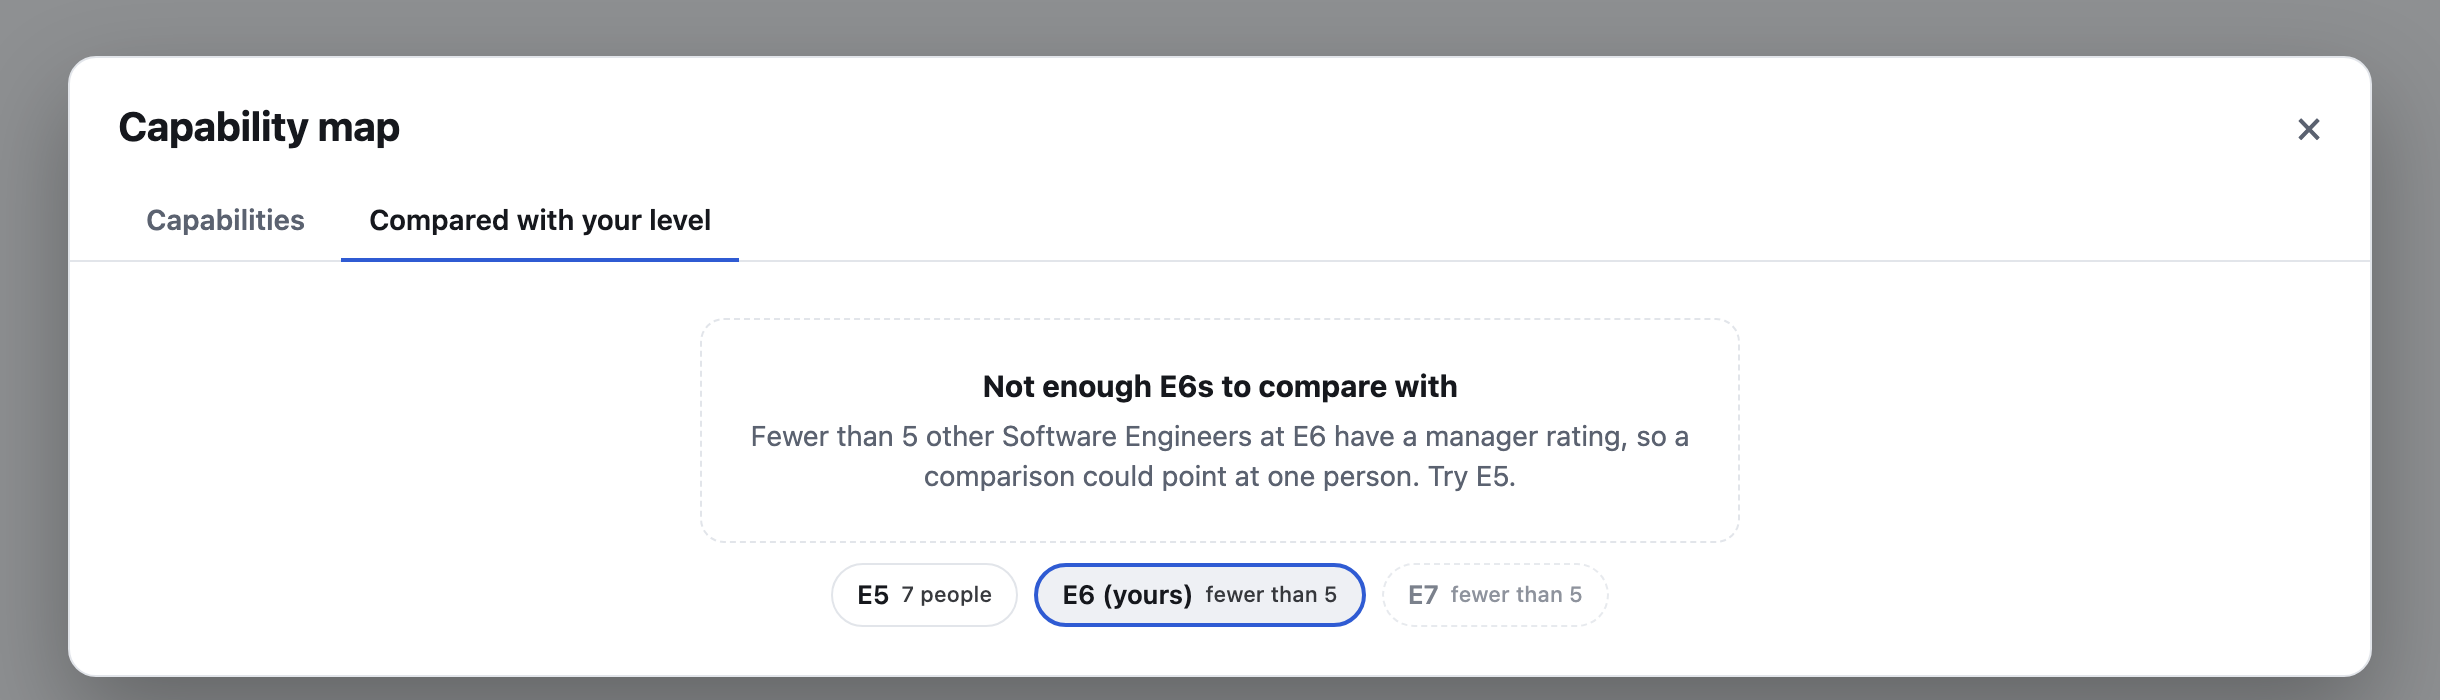 Capability map
Capabilities
Compared with your level
Not enough E6s to compare with
Fewer than 5 other Software Engineers at E6 have a manager rating, so a
comparison could point at one person. Try E5.
E5 7 people
E6 (yours) fewer than 5
E7 fewer than 5